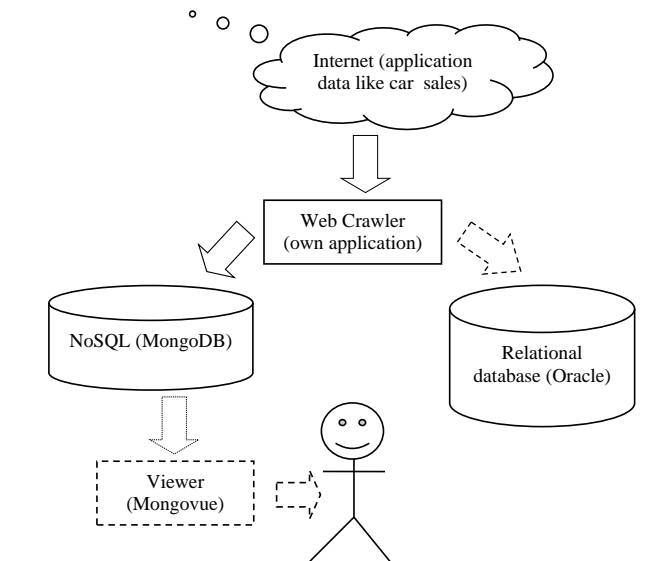 Internet (application
data like car sales)
Web Crawler
(own application)
NoSQL (MongoDB)
Relational
database (Oracle)
Viewer
(Mongovue)